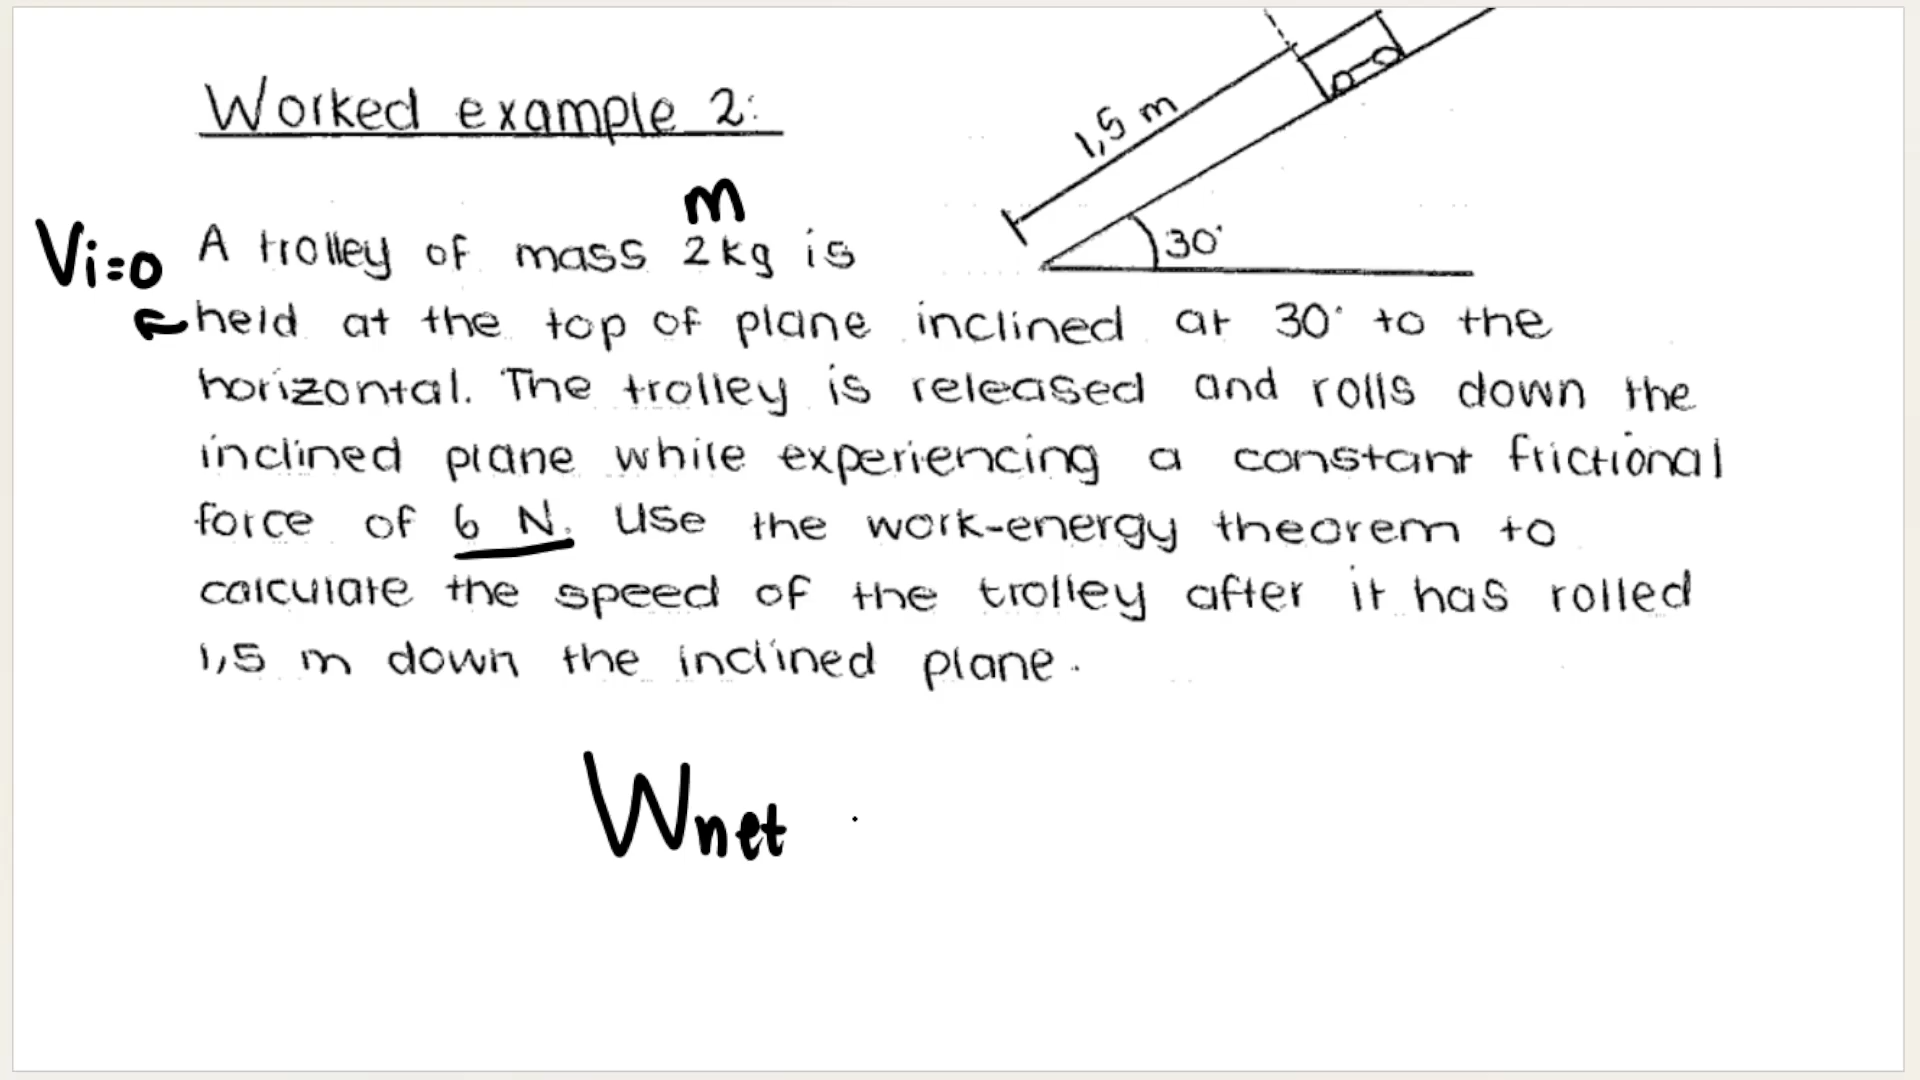 Worked example 2:
1,5 m
30°
m
Vi=0
A trolley of mass 2kg is
held at the top of plane inclined at 30° to the
horizontal. The trolley is released and rolls down the
inclined plane while experiencing a constant frictional
force of 6 N. Use the work-energy theorem to
calculate the speed of the trolley after it has rolled
1,5 m down the inclined plane.
Wnet